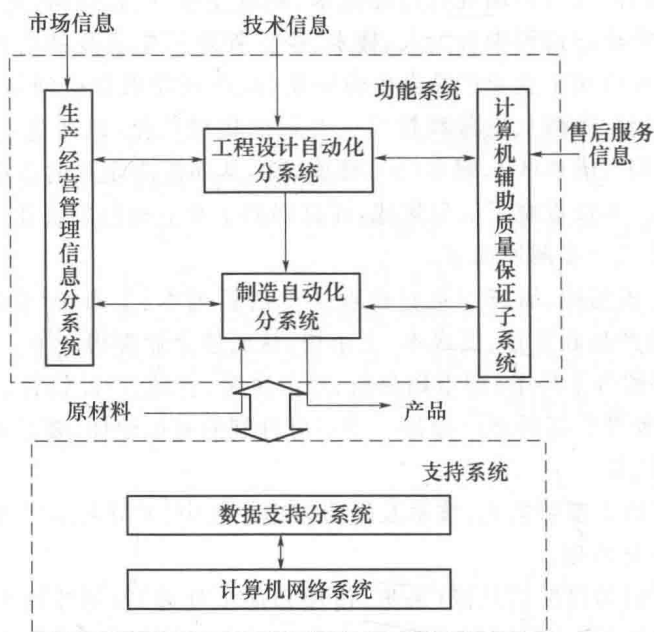 市场信息
技术信息
功能系统
生产经营管理信息分系统
工程设计自动化
分系统
计算机辅助质量保证子系统
售后服务
信息
制造自动化
分系统
原材料
产品
支持系统
数据支持分系统
计算机网络系统